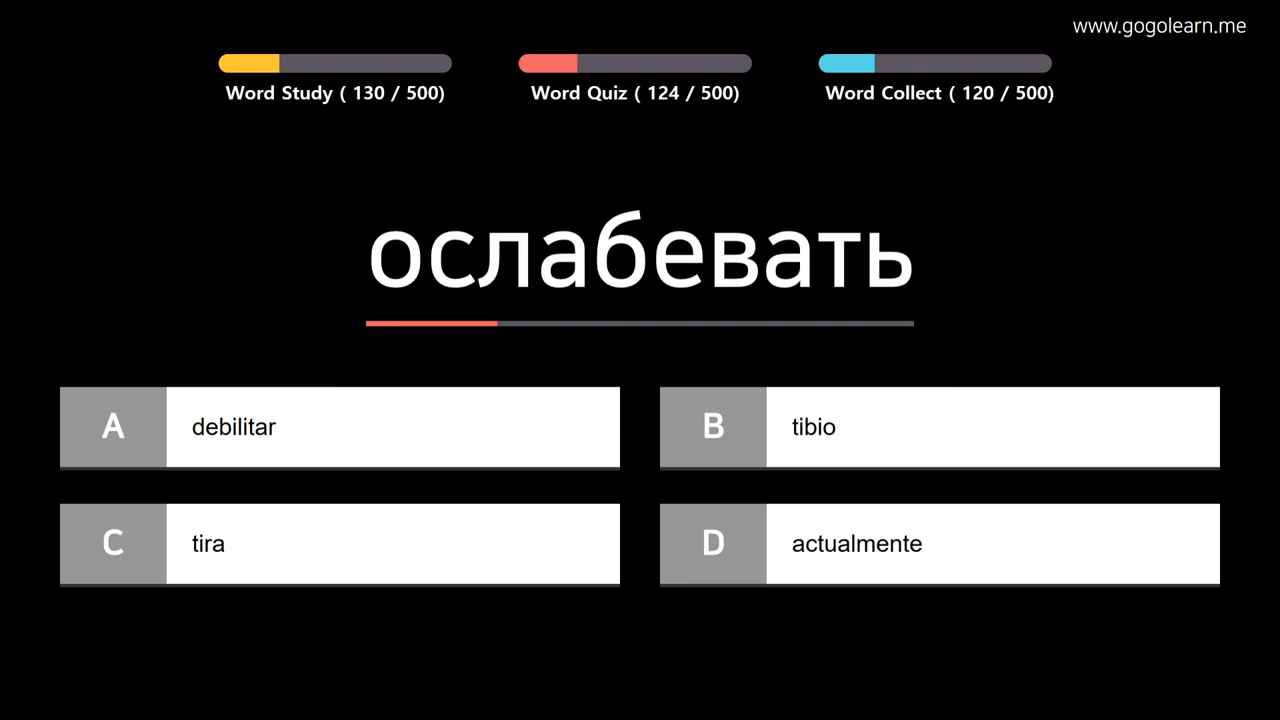 www.gogolearn.me
Word Study ( 130 / 500)
Word Quiz ( 124 / 500)
Word Collect ( 120 / 500)
ослабевать
A debilitar
B tibio
C tira
D actualmente